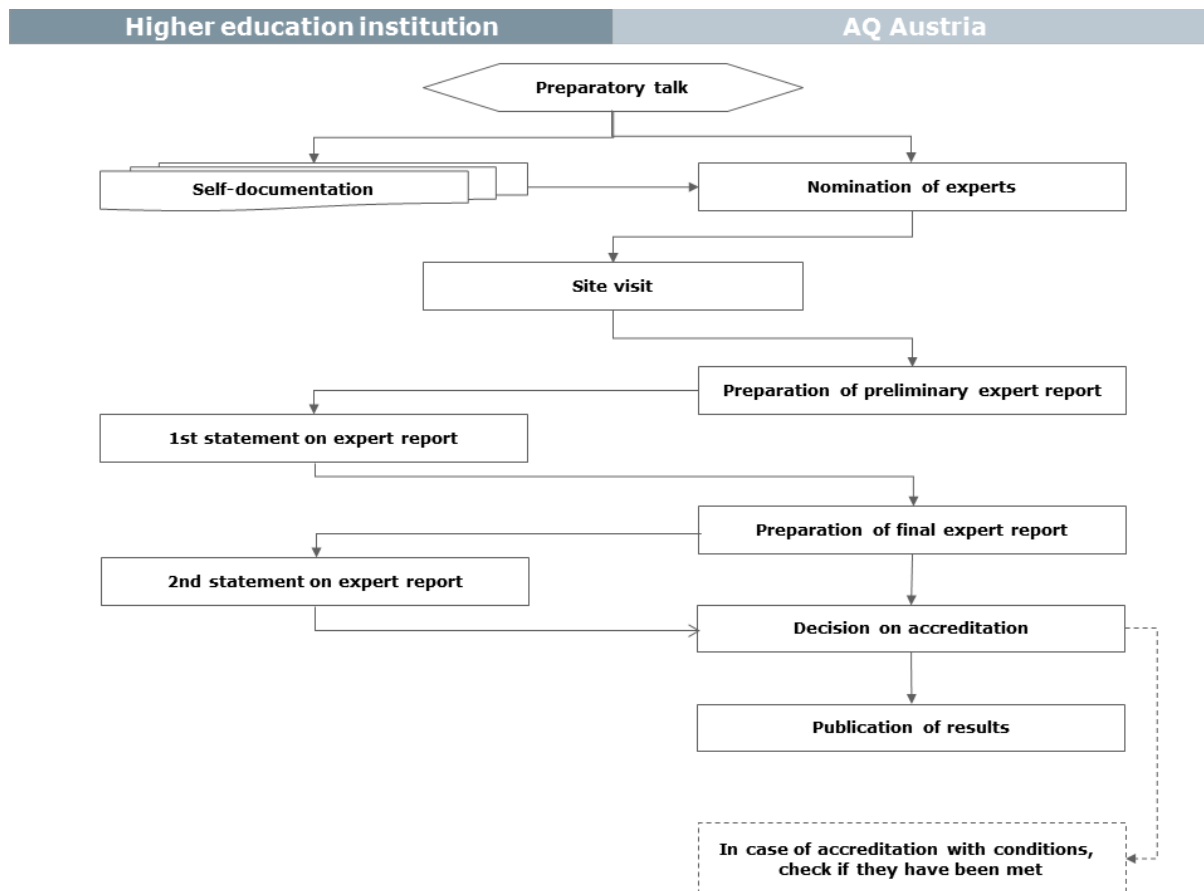 Higher education institution
AQ Austria
Preparatory talk
Self-documentation
Nomination of experts
Site visit
Preparation of preliminary expert report
1st statement on expert report
Preparation of final expert report
2nd statement on expert report
Decision on accreditation
Publication of results
In case of accreditation with conditions,
check if they have been met